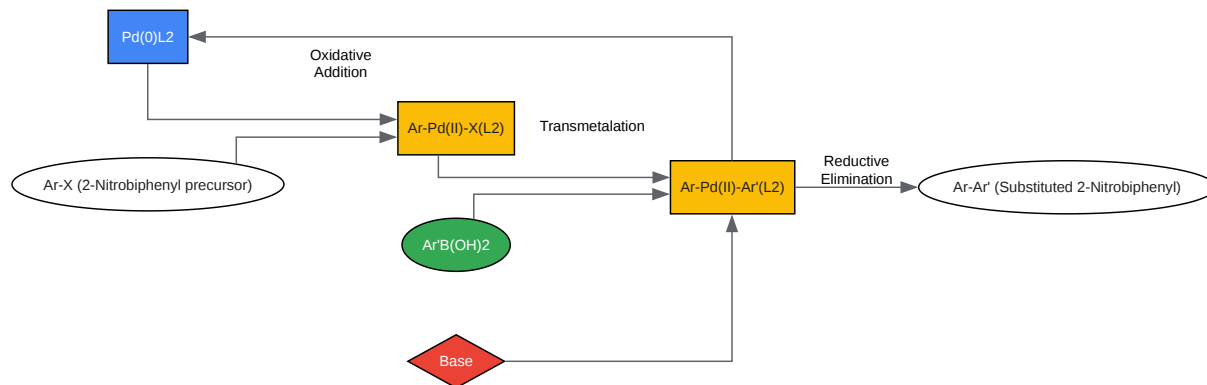 Pd(0)L2
Oxidative
Addition
Ar-Pd(II)-X(L2)
Transmetalation
Ar-X (2-Nitrobiphenyl precursor)
Ar-Pd(II)-Ar'(L2)
Reductive
Elimination
Ar-Ar' (Substituted 2-Nitrobiphenyl)
Ar'B(OH)2
Base